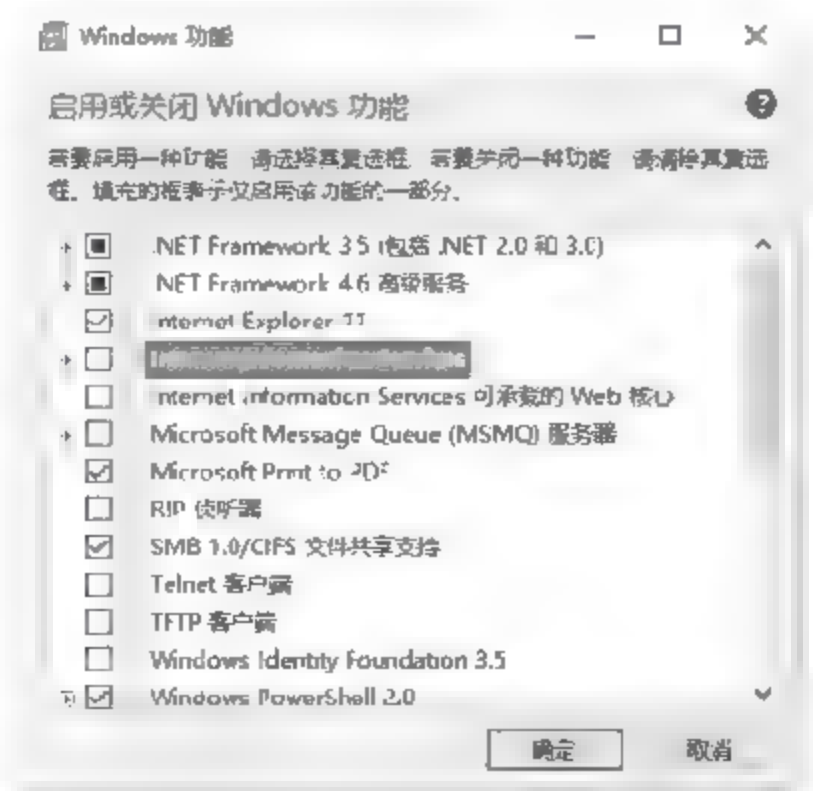 Windows 功能
启用或关闭 Windows 功能
若要启用一种功能，请选择其复选框。若要关闭一种功能，请清除其复选
框。填充的框表示仅启用该功能的一部分。
.NET Framework 3.5 (包括 .NET 2.0 和 3.0)
.NET Framework 4.6 高级服务
Internet Explorer 11
Internet Information Services 可承载的 Web 核心
Microsoft Message Queue (MSMQ) 服务器
Microsoft Print to PDF
RIP 侦听器
SMB 1.0/CIFS 文件共享支持
Telnet 客户端
TFTP 客户端
Windows Identity Foundation 3.5
Windows PowerShell 2.0
确定 取消